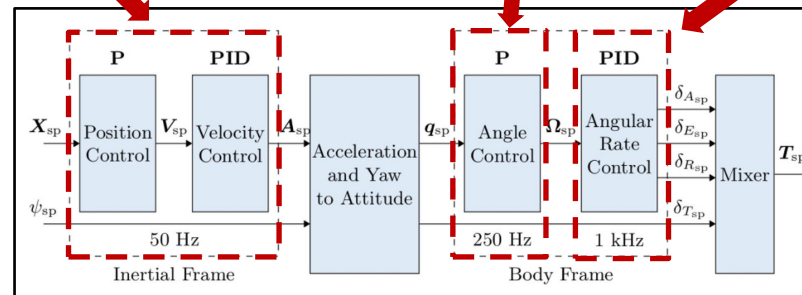 P
PID
P
PID
X_sp
Position
Control
V_sp
Velocity
Control
A_sp
Acceleration
and Yaw
to Attitude
q_sp
Angle
Control
Ω_sp
Angular
Rate
Control
δ_A_sp
δ_E_sp
δ_R_sp
δ_T_sp
Mixer
T_sp
ψ_sp
50 Hz
250 Hz
1 kHz
Inertial Frame
Body Frame